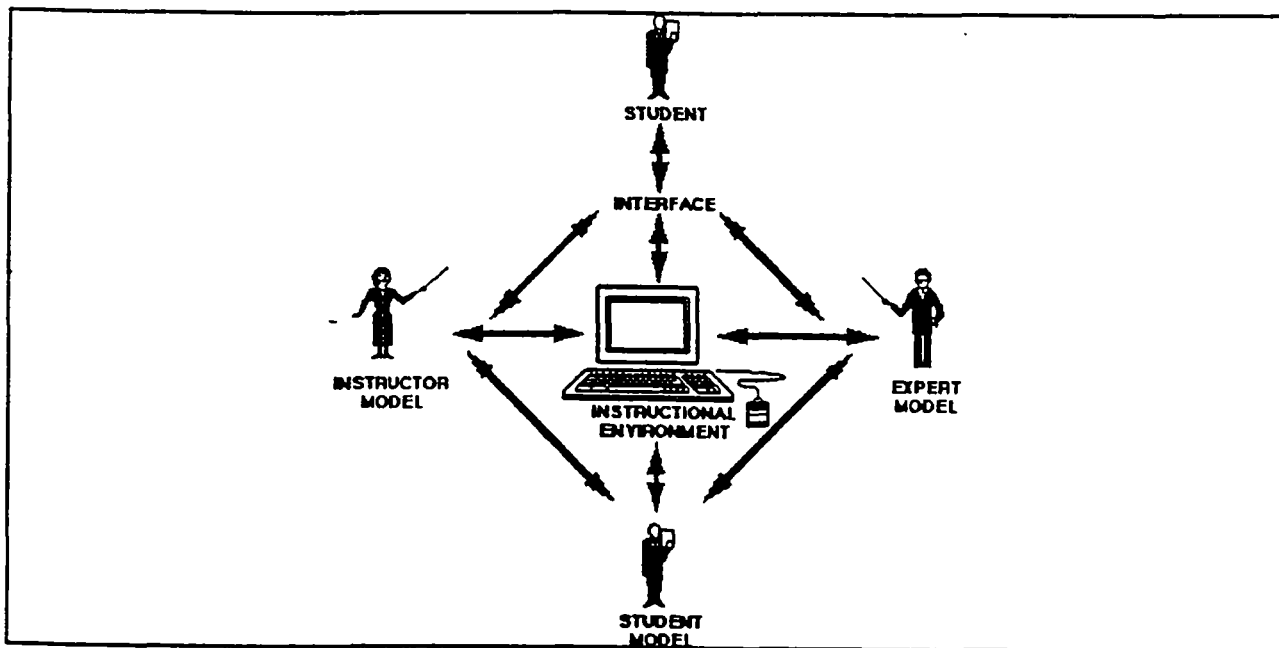 STUDENT
INTERFACE
INSTRUCTOR
MODEL
EXPERT
MODEL
INSTRUCTIONAL
ENVIRONMENT
STUDENT
MODEL